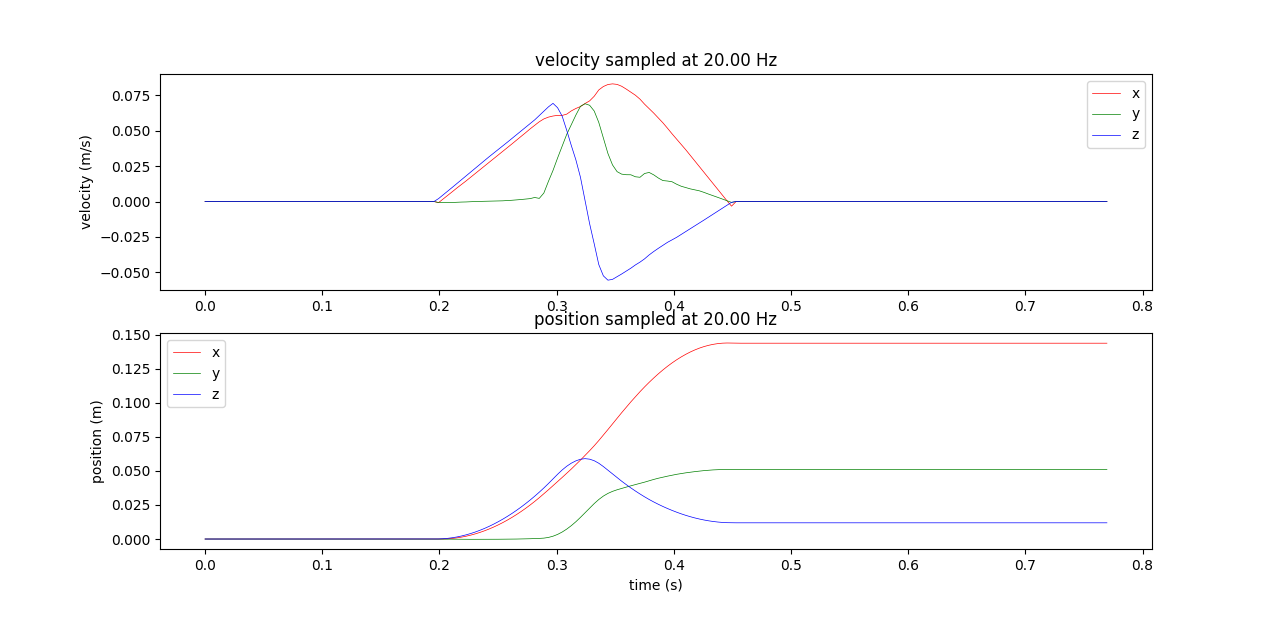 velocity sampled at 20.00 Hz
velocity (m/s)
0.075
0.050
0.025
0.000
−0.025
−0.050
x
y
z
0.0 0.1 0.2 0.3 0.4 0.5 0.6 0.7 0.8
position sampled at 20.00 Hz
position (m)
0.150
0.125
0.100
0.075
0.050
0.025
0.000
x
y
z
0.0 0.1 0.2 0.3 0.4 0.5 0.6 0.7 0.8
time (s)